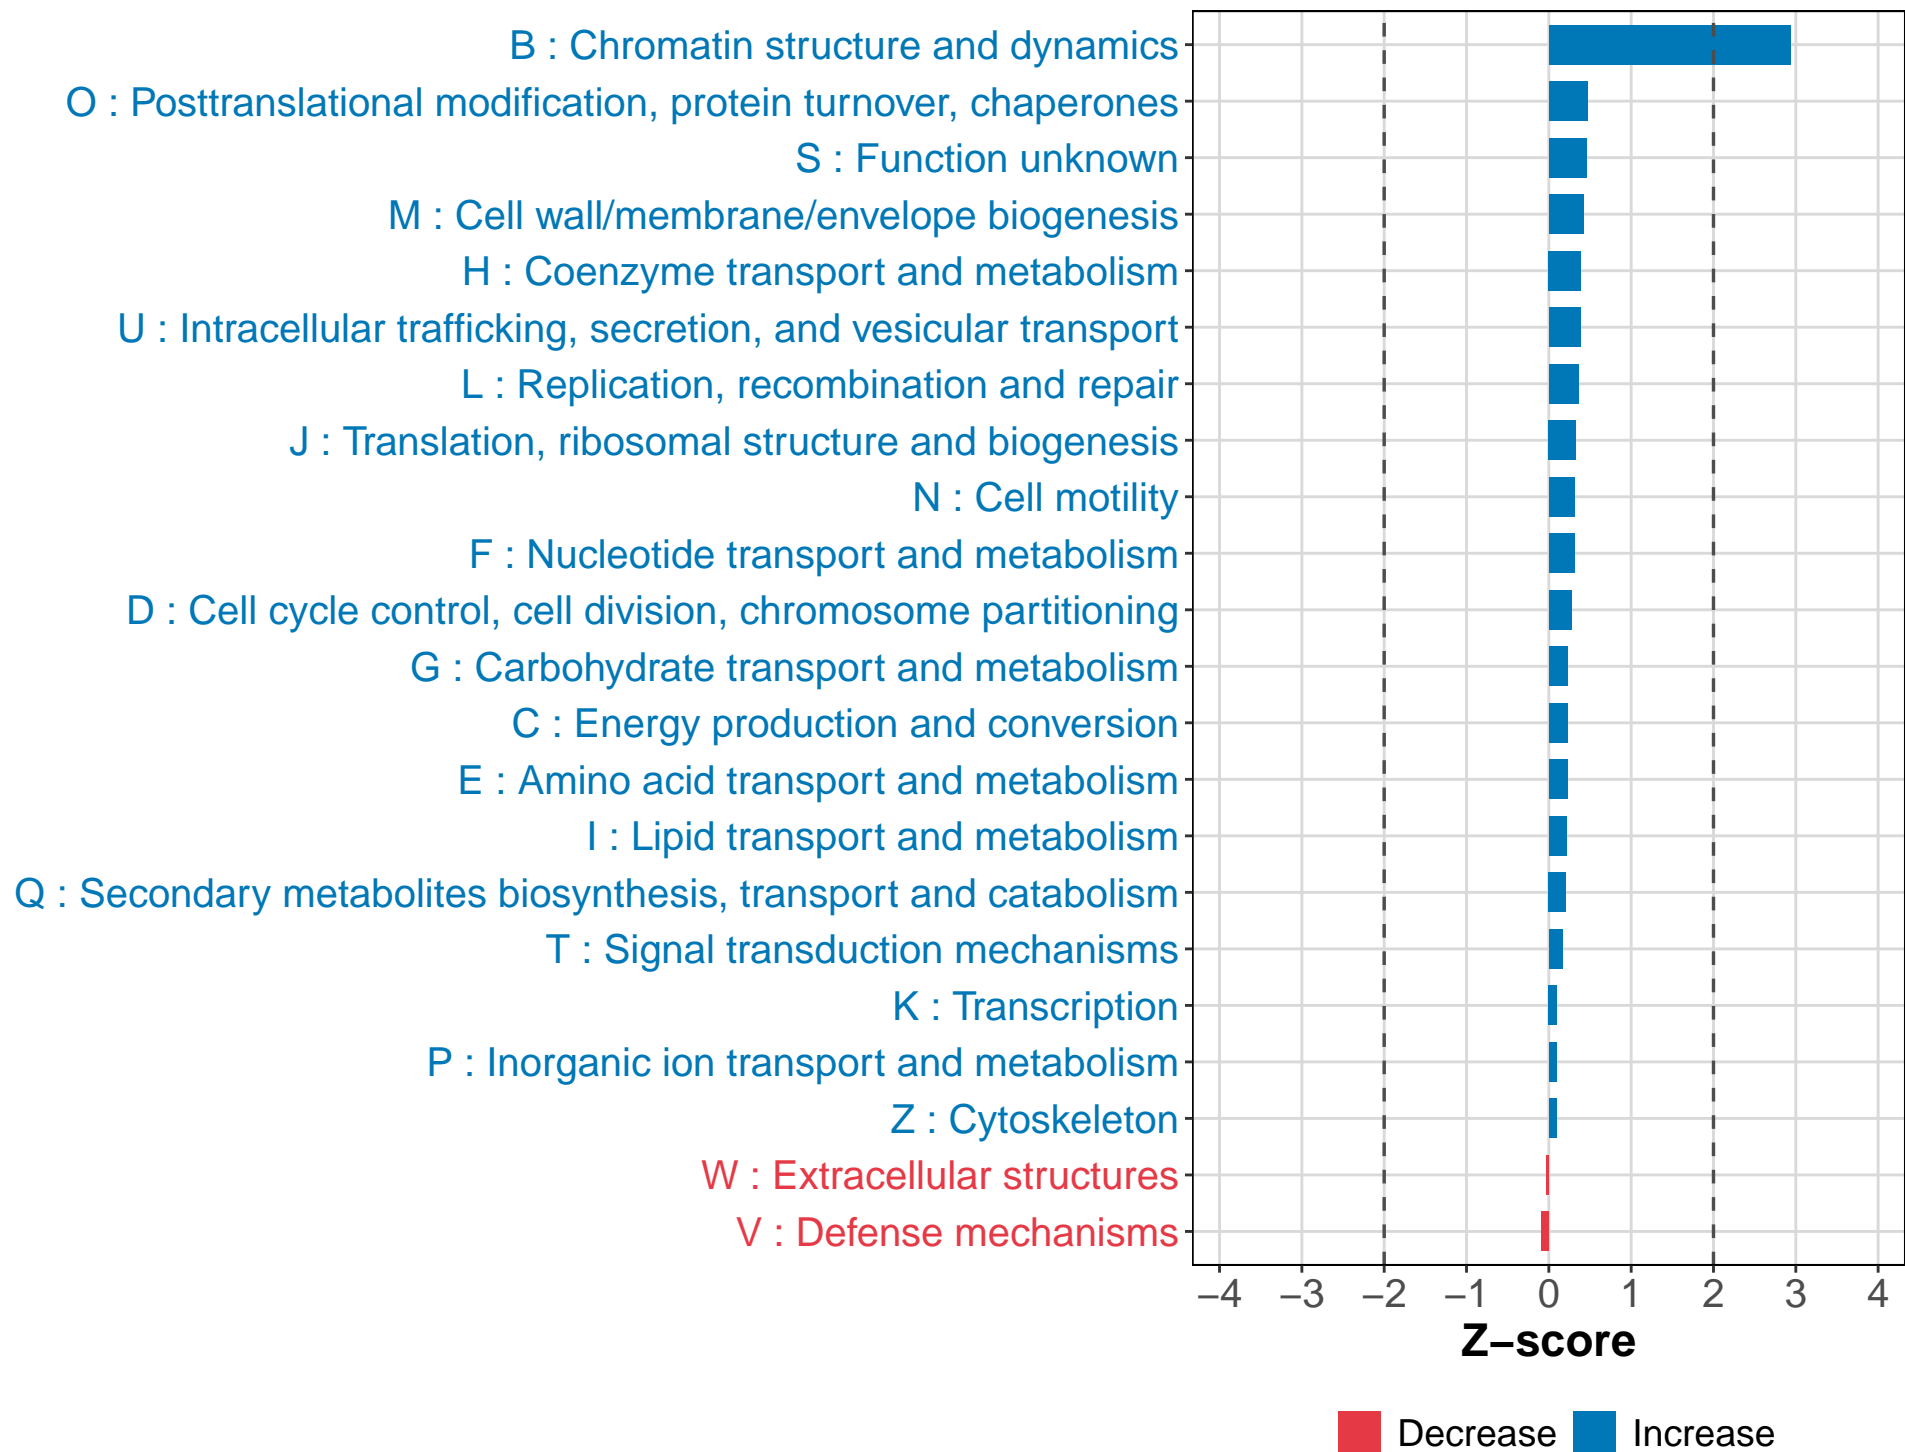 B : Chromatin structure and dynamics
O : Posttranslational modification, protein turnover, chaperones
S : Function unknown
M : Cell wall/membrane/envelope biogenesis
H : Coenzyme transport and metabolism
U : Intracellular trafficking, secretion, and vesicular transport
L : Replication, recombination and repair
J : Translation, ribosomal structure and biogenesis
N : Cell motility
F : Nucleotide transport and metabolism
D : Cell cycle control, cell division, chromosome partitioning
G : Carbohydrate transport and metabolism
C : Energy production and conversion
E : Amino acid transport and metabolism
I : Lipid transport and metabolism
Q : Secondary metabolites biosynthesis, transport and catabolism
T : Signal transduction mechanisms
K : Transcription
P : Inorganic ion transport and metabolism
Z : Cytoskeleton
W : Extracellular structures
V : Defense mechanisms
−4 −3 −2 −1 0 1 2 3 4
Z−score
Decrease Increase